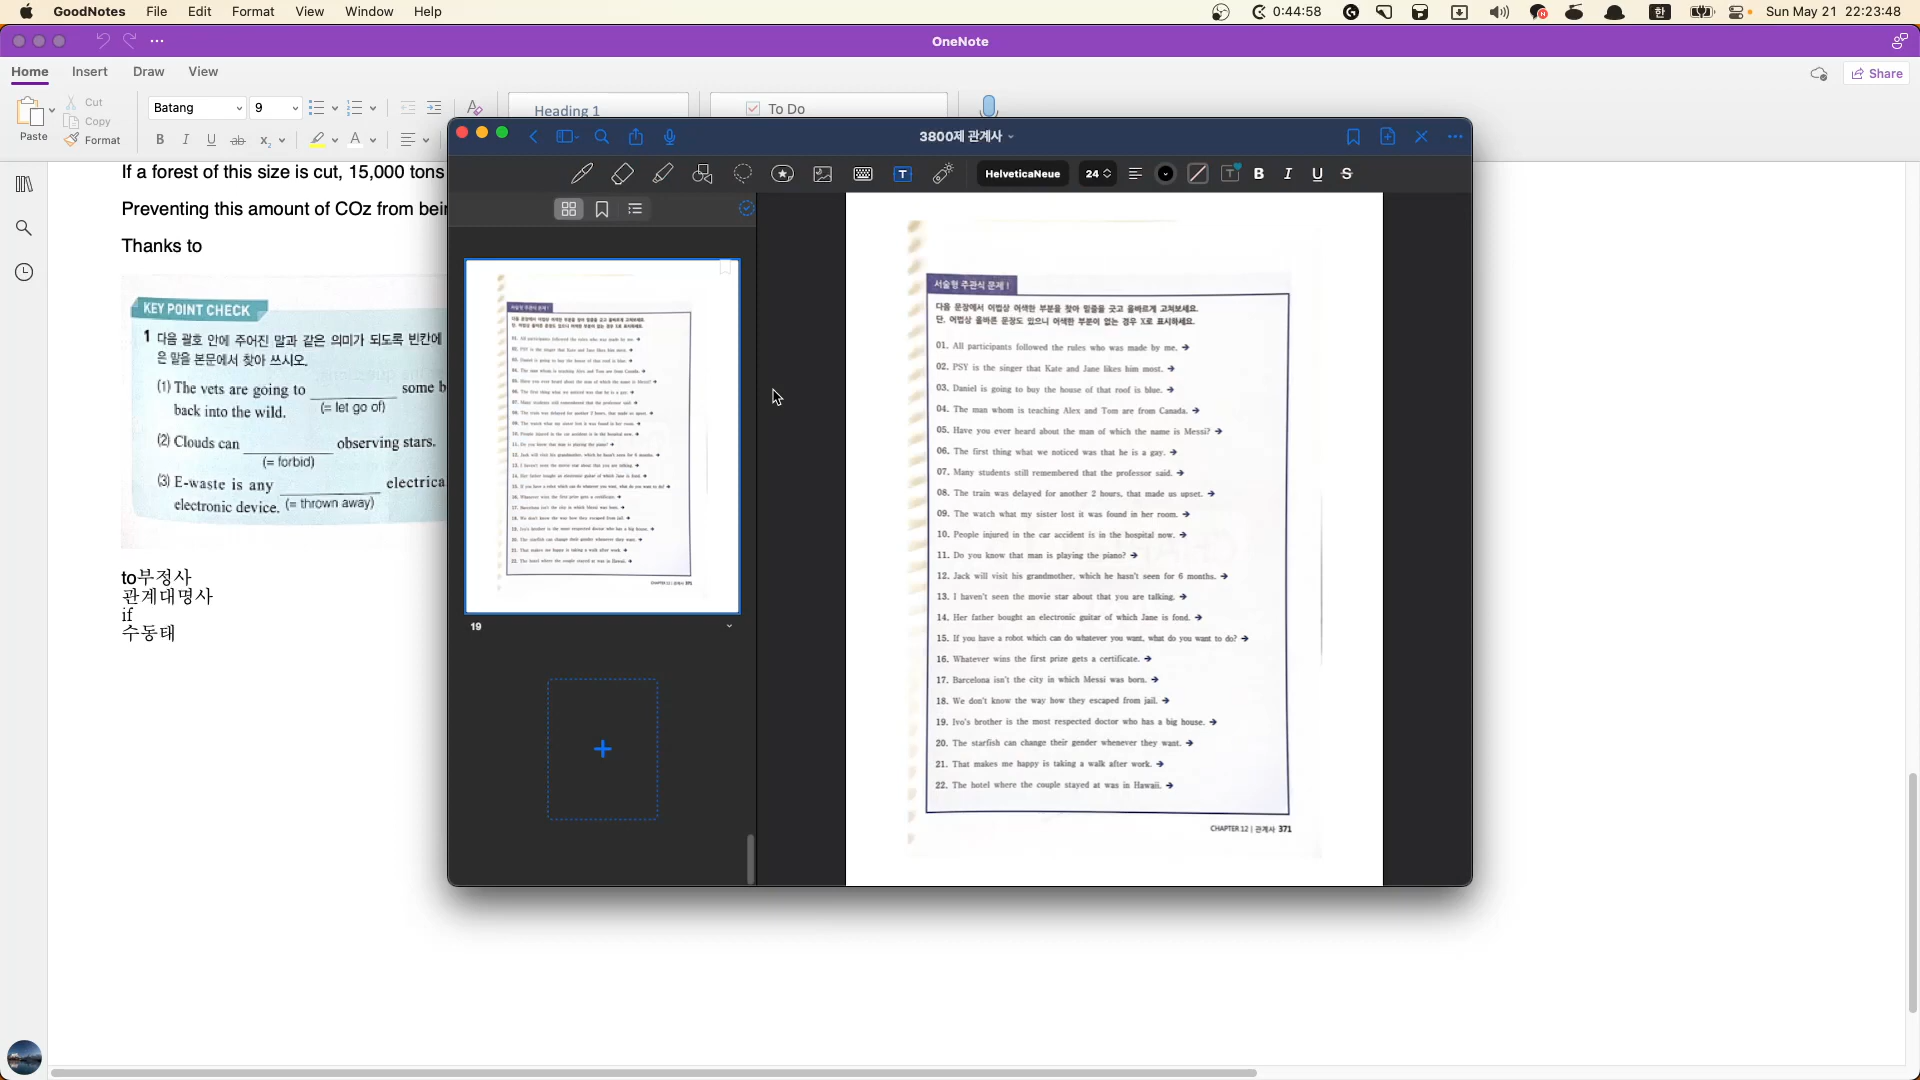 GoodNotes File Edit Format View Window Help
0:44:58 한 Sun May 21 22:23:48
OneNote
Home Insert Draw View
Share
Paste
Cut
Copy
Format
Batang 9
B I U ab x₂ A
Heading 1
To Do
If a forest of this size is cut, 15,000 tons
Preventing this amount of COz from bei
Thanks to
KEY POINT CHECK
1 다음 괄호 안에 주어진 말과 같은 의미가 되도록 빈칸에
은 말을 본문에서 찾아 쓰시오.
(1) The vets are going to ________ some b
back into the wild. (= let go of)
(2) Clouds can ________ observing stars.
(= forbid)
(3) E-waste is any ________ electrica
electronic device. (= thrown away)
to부정사
관계대명사
if
수동태
3800제 관계사
HelveticaNeue 24 B I U S
19
서술형 주관식 문제 !
다음 문장에서 어법상 어색한 부분을 찾아 밑줄을 긋고 올바르게 고쳐보세요.
단, 어법상 올바른 문장도 있으니 어색한 부분이 없는 경우 X로 표시하세요.
01. All participants followed the rules who was made by me. ➔
02. PSY is the singer that Kate and Jane likes him most. ➔
03. Daniel is going to buy the house of that roof is blue. ➔
04. The man whom is teaching Alex and Tom are from Canada. ➔
05. Have you ever heard about the man of which the name is Messi? ➔
06. The first thing what we noticed was that he is a gay. ➔
07. Many students still remembered that the professor said. ➔
08. The train was delayed for another 2 hours, that made us upset. ➔
09. The watch what my sister lost it was found in her room. ➔
10. People injured in the car accident is in the hospital now. ➔
11. Do you know that man is playing the piano? ➔
12. Jack will visit his grandmother, which he hasn't seen for 6 months. ➔
13. I haven't seen the movie star about that you are talking. ➔
14. Her father bought an electronic guitar of which Jane is fond. ➔
15. If you have a robot which can do whatever you want, what do you want to do? ➔
16. Whatever wins the first prize gets a certificate. ➔
17. Barcelona isn't the city in which Messi was born. ➔
18. We don't know the way how they escaped from jail. ➔
19. Ivo's brother is the most respected doctor who has a big house. ➔
20. The starfish can change their gender whenever they want. ➔
21. That makes me happy is taking a walk after work. ➔
22. The hotel where the couple stayed at was in Hawaii. ➔
CHAPTER 12 | 관계사 371